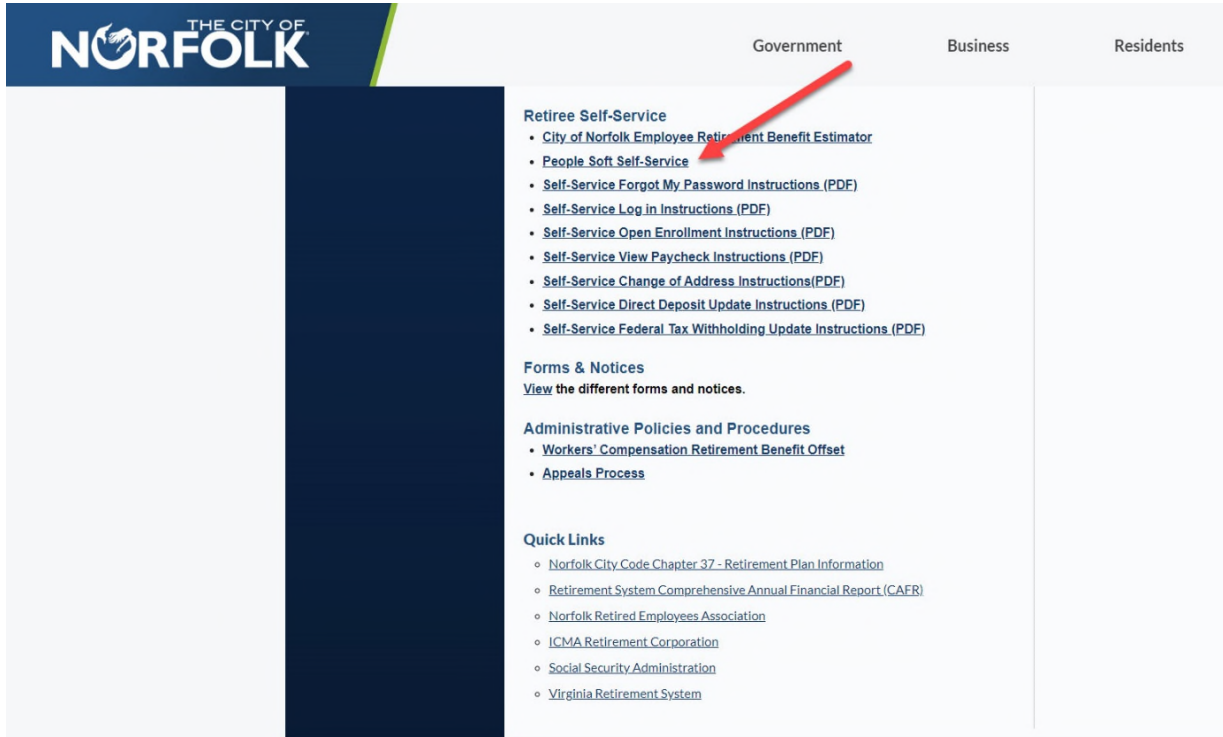 THE CITY OF
NORFOLK
Government Business Residents
Retiree Self-Service
• City of Norfolk Employee Retirement Benefit Estimator
• People Soft Self-Service
• Self-Service Forgot My Password Instructions (PDF)
• Self-Service Log in Instructions (PDF)
• Self-Service Open Enrollment Instructions (PDF)
• Self-Service View Paycheck Instructions (PDF)
• Self-Service Change of Address Instructions(PDF)
• Self-Service Direct Deposit Update Instructions (PDF)
• Self-Service Federal Tax Withholding Update Instructions (PDF)
Forms & Notices
View the different forms and notices.
Administrative Policies and Procedures
• Workers' Compensation Retirement Benefit Offset
• Appeals Process
Quick Links
◦ Norfolk City Code Chapter 37 - Retirement Plan Information
◦ Retirement System Comprehensive Annual Financial Report (CAFR)
◦ Norfolk Retired Employees Association
◦ ICMA Retirement Corporation
◦ Social Security Administration
◦ Virginia Retirement System